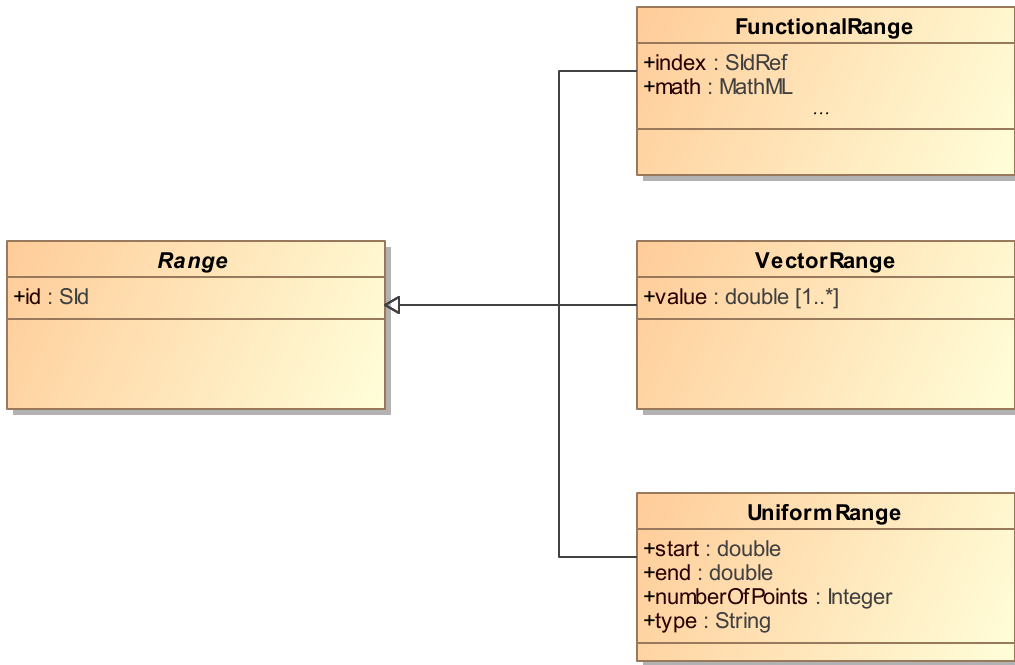 FunctionalRange
+index : SIdRef
+math : MathML
...
Range
+id : SId
VectorRange
+value : double [1..*]
UniformRange
+start : double
+end : double
+numberOfPoints : Integer
+type : String